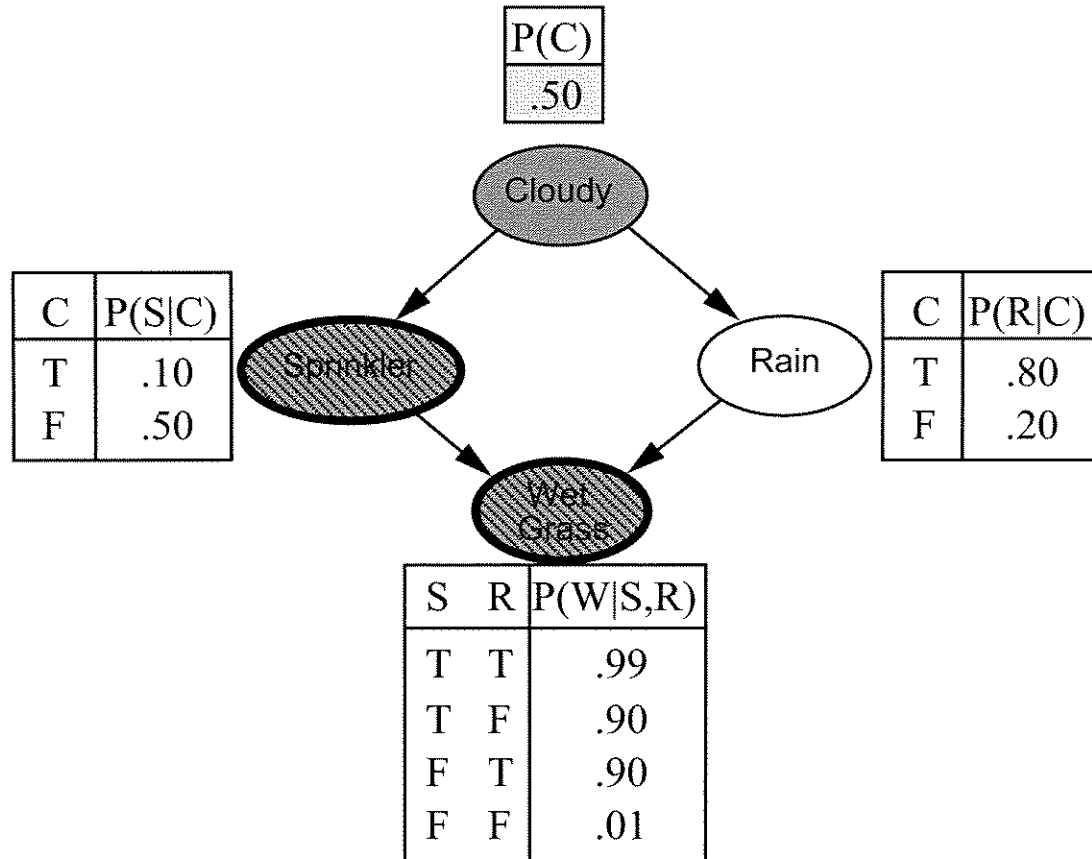 P(C)
.50
Cloudy
C P(S|C)
T .10
F .50
Sprinkler
Rain
C P(R|C)
T .80
F .20
Wet
Grass
S R P(W|S,R)
T T .99
T F .90
F T .90
F F .01